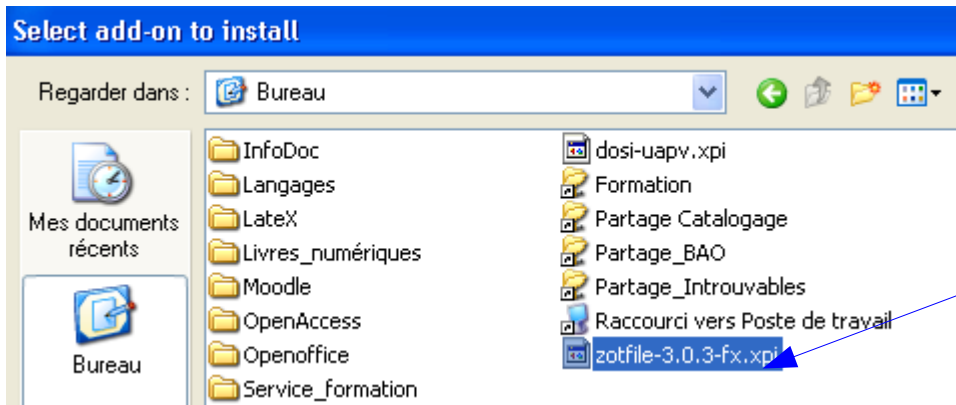 Select add-on to install
Regarder dans :
Bureau
Mes documents
récents
Bureau
InfoDoc
Langages
LateX
Livres_numériques
Moodle
OpenAccess
Openoffice
Service_formation
dosi-uapv.xpi
Formation
Partage Catalogage
Partage_BAO
Partage_Introuvables
Raccourci vers Poste de travail
zotfile-3.0.3-fx.xpi